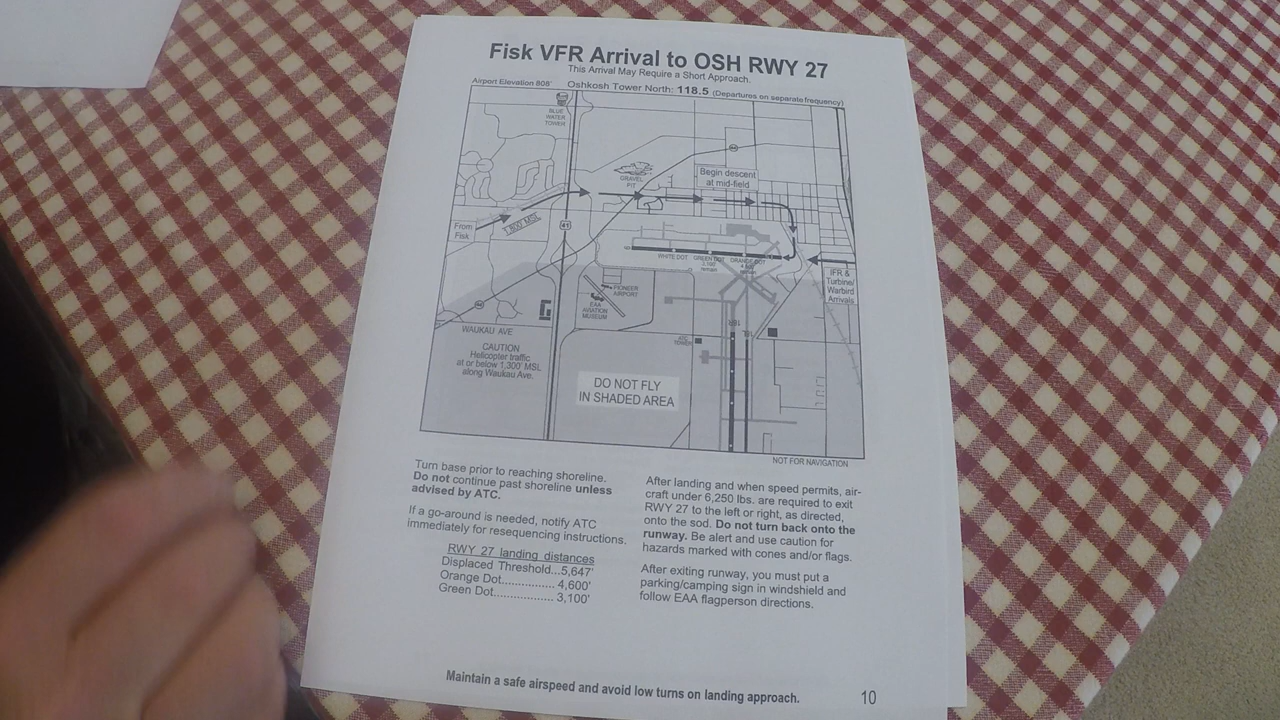 Fisk VFR Arrival to OSH RWY 27
This Arrival May Require a Short Approach.
Airport Elevation 808'
Oshkosh Tower North: 118.5 (Departures on separate frequency)
BLUE
WATER
TOWER
GRAVEL
PIT
Begin descent
at mid-field
From
Fisk
1,800 MSL
41
WHITE DOT
GREEN DOT
ORANGE DOT
IFR &
Turbine/
Warbird
Arrivals
PIONEER
AIRPORT
EAA
AVIATION
MUSEUM
WAUKAU AVE
ATC
TOWER
18R
18L
CAUTION
Helicopter traffic
at or below 1,300' MSL
along Waukau Ave.
DO NOT FLY
IN SHADED AREA
NOT FOR NAVIGATION
Turn base prior to reaching shoreline.
Do not continue past shoreline unless
advised by ATC.
If a go-around is needed, notify ATC
immediately for resequencing instructions.
RWY 27 landing distances
Displaced Threshold...5,647'
Orange Dot............... 4,600'
Green Dot.................. 3,100'
After landing and when speed permits, air-
craft under 6,250 lbs. are required to exit
RWY 27 to the left or right, as directed,
onto the sod. Do not turn back onto the
runway. Be alert and use caution for
hazards marked with cones and/or flags.
After exiting runway, you must put a
parking/camping sign in windshield and
follow EAA flagperson directions.
Maintain a safe airspeed and avoid low turns on landing approach.
10